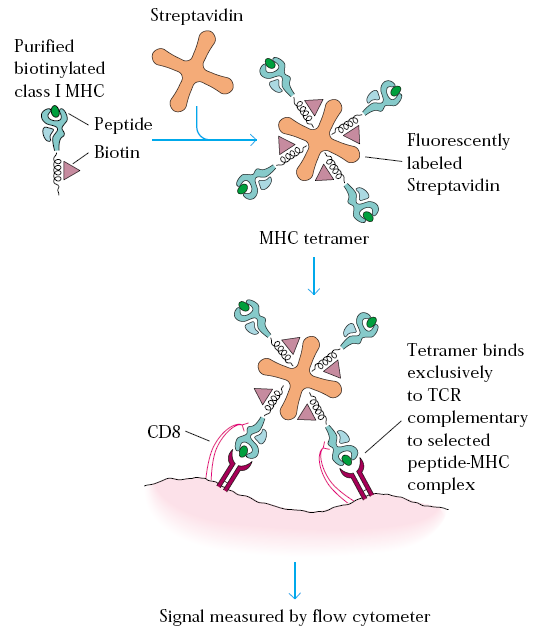 Streptavidin
Purified
biotinylated
class I MHC
Peptide
Biotin
Fluorescently
labeled
Streptavidin
MHC tetramer
Tetramer binds
exclusively
to TCR
complementary
to selected
peptide-MHC
complex
CD8
Signal measured by flow cytometer